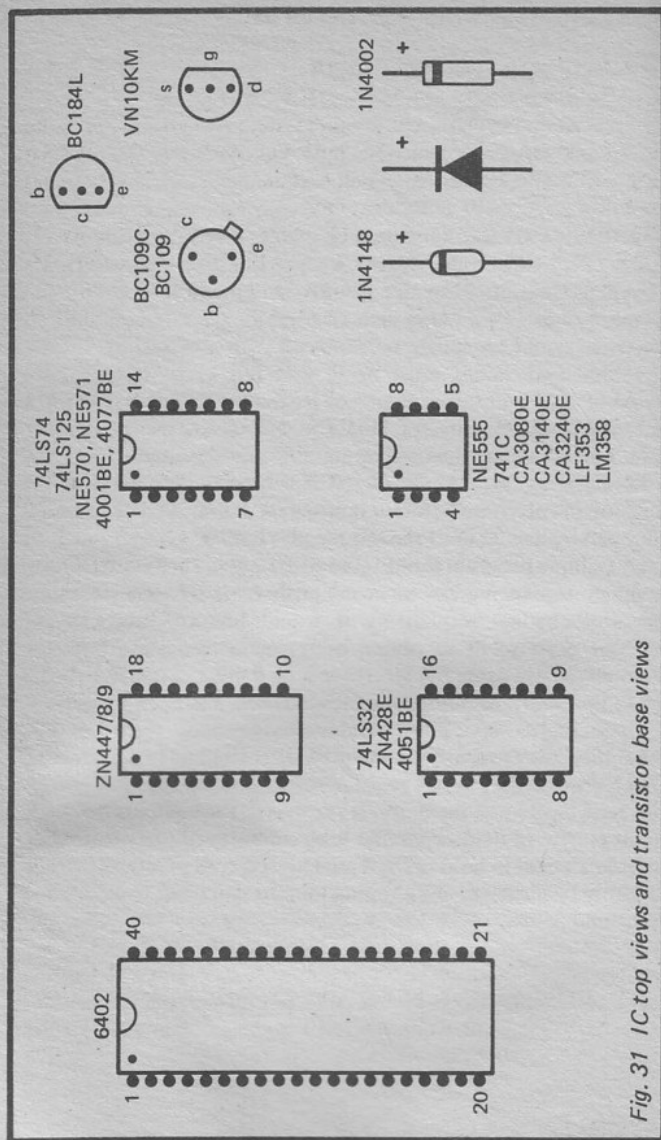 6402
1 40
20 21
ZN447/8/9
1 18
9 10
74LS32
ZN428E
4051BE
1 16
8 9
74LS74
74LS125
NE570, NE571
4001BE, 4077BE
1 14
7 8
1 8
4 5
NE555
741C
CA3080E
CA3140E
CA3240E
LF353
LM358
BC109C
BC109
b
c
e
b
BC184L
c
e
s
VN10KM
g
d
1N4148
+
+
1N4002
+
Fig. 31 IC top views and transistor base views